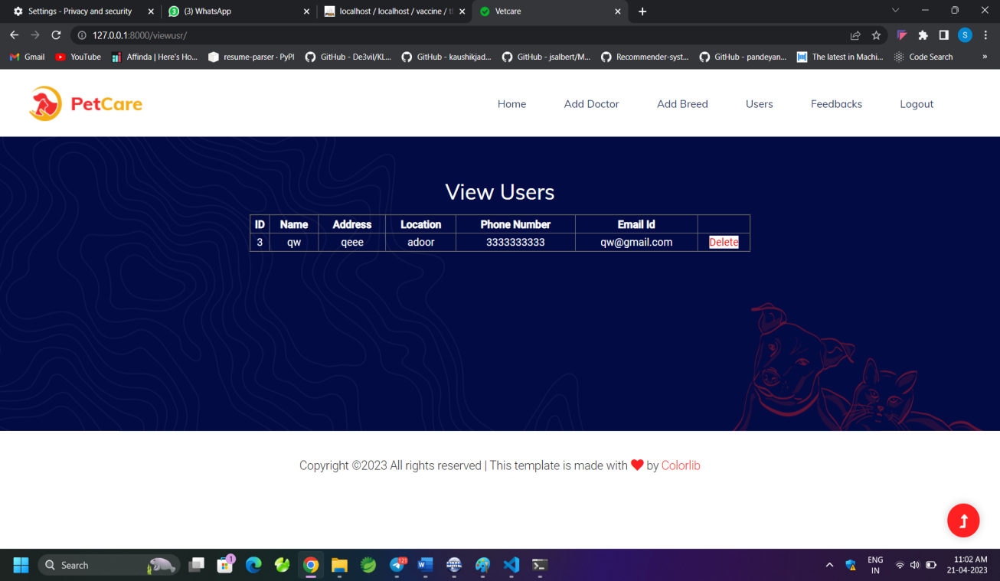 Settings - Privacy and security
(3) WhatsApp
localhost / localhost / vaccine / t
Vetcare
127.0.0.1:8000/viewusr/
S
Gmail
YouTube
Affinda | Here's Ho...
resume-parser · PyPI
GitHub - De3vil/KL...
GitHub - kaushikjad...
GitHub - jsalbert/M...
Recommender-syst...
GitHub - pandeyan...
The latest in Machi...
Code Search
»
PetCare
Home Add Doctor Add Breed Users Feedbacks Logout
View Users
ID Name Address Location Phone Number Email Id
3 qw qeee adoor 3333333333 qw@gmail.com Delete
Copyright ©2023 All rights reserved | This template is made with ❤ by Colorlib
Search
1
121
ENG
IN
11:02 AM
21-04-2023